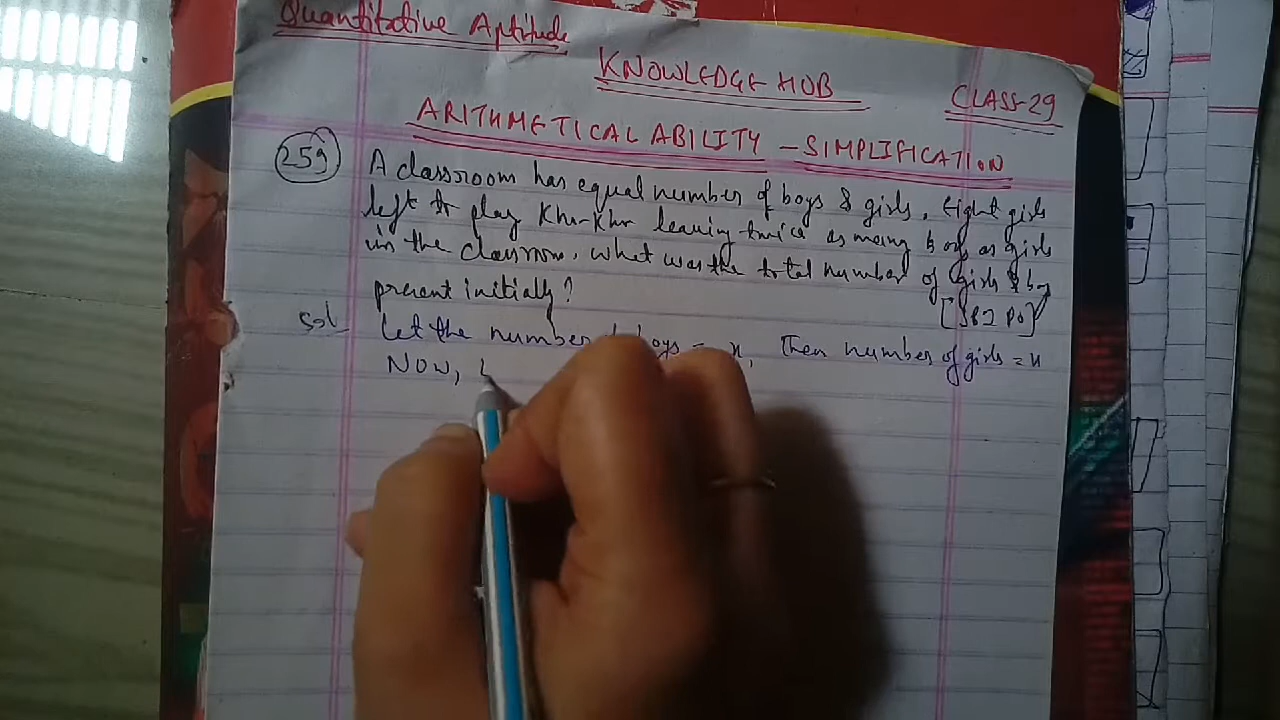 Quantitative Aptitude
KNOWLEDGE HUB
CLASS-29
ARITHMETICAL ABILITY - SIMPLIFICATION
259 A classroom has equal number of boys & girls. Eight girls
left to play Kho-Kho leaving twice as many boys as girls
in the classroom. What was the total number of girls & boys
present initially?
[SBI PO]
Sol Let the number boys = x, Then number of girls = x
Now,